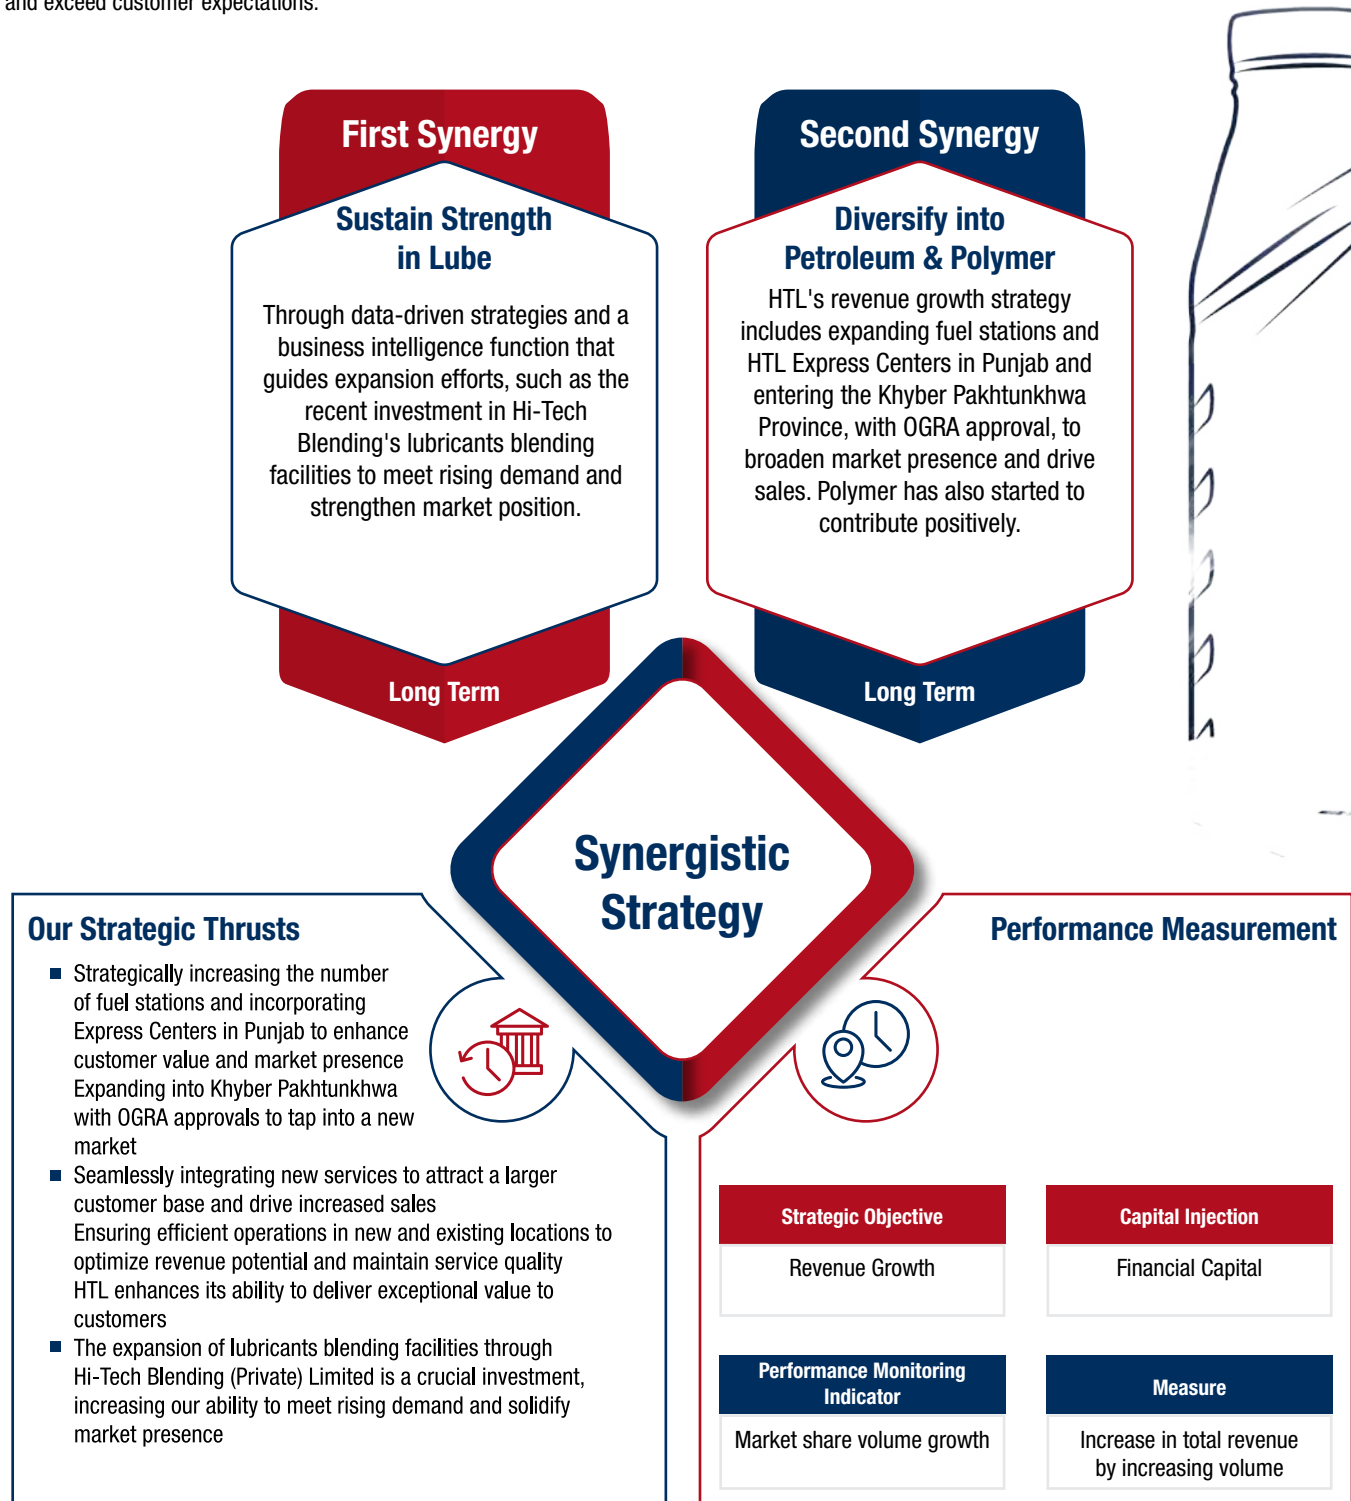 and exceed customer expectations.
First Synergy
Sustain Strength
in Lube
Through data-driven strategies and a
business intelligence function that
guides expansion efforts, such as the
recent investment in Hi-Tech
Blending's lubricants blending
facilities to meet rising demand and
strengthen market position.
Long Term
Second Synergy
Diversify into
Petroleum & Polymer
HTL's revenue growth strategy
includes expanding fuel stations and
HTL Express Centers in Punjab and
entering the Khyber Pakhtunkhwa
Province, with OGRA approval, to
broaden market presence and drive
sales. Polymer has also started to
contribute positively.
Long Term
Synergistic
Strategy
Our Strategic Thrusts
Strategically increasing the number
of fuel stations and incorporating
Express Centers in Punjab to enhance
customer value and market presence
Expanding into Khyber Pakhtunkhwa
with OGRA approvals to tap into a new
market
Seamlessly integrating new services to attract a larger
customer base and drive increased sales
Ensuring efficient operations in new and existing locations to
optimize revenue potential and maintain service quality
HTL enhances its ability to deliver exceptional value to
customers
The expansion of lubricants blending facilities through
Hi-Tech Blending (Private) Limited is a crucial investment,
increasing our ability to meet rising demand and solidify
market presence
Performance Measurement
Strategic Objective
Revenue Growth
Capital Injection
Financial Capital
Performance Monitoring
Indicator
Market share volume growth
Measure
Increase in total revenue
by increasing volume